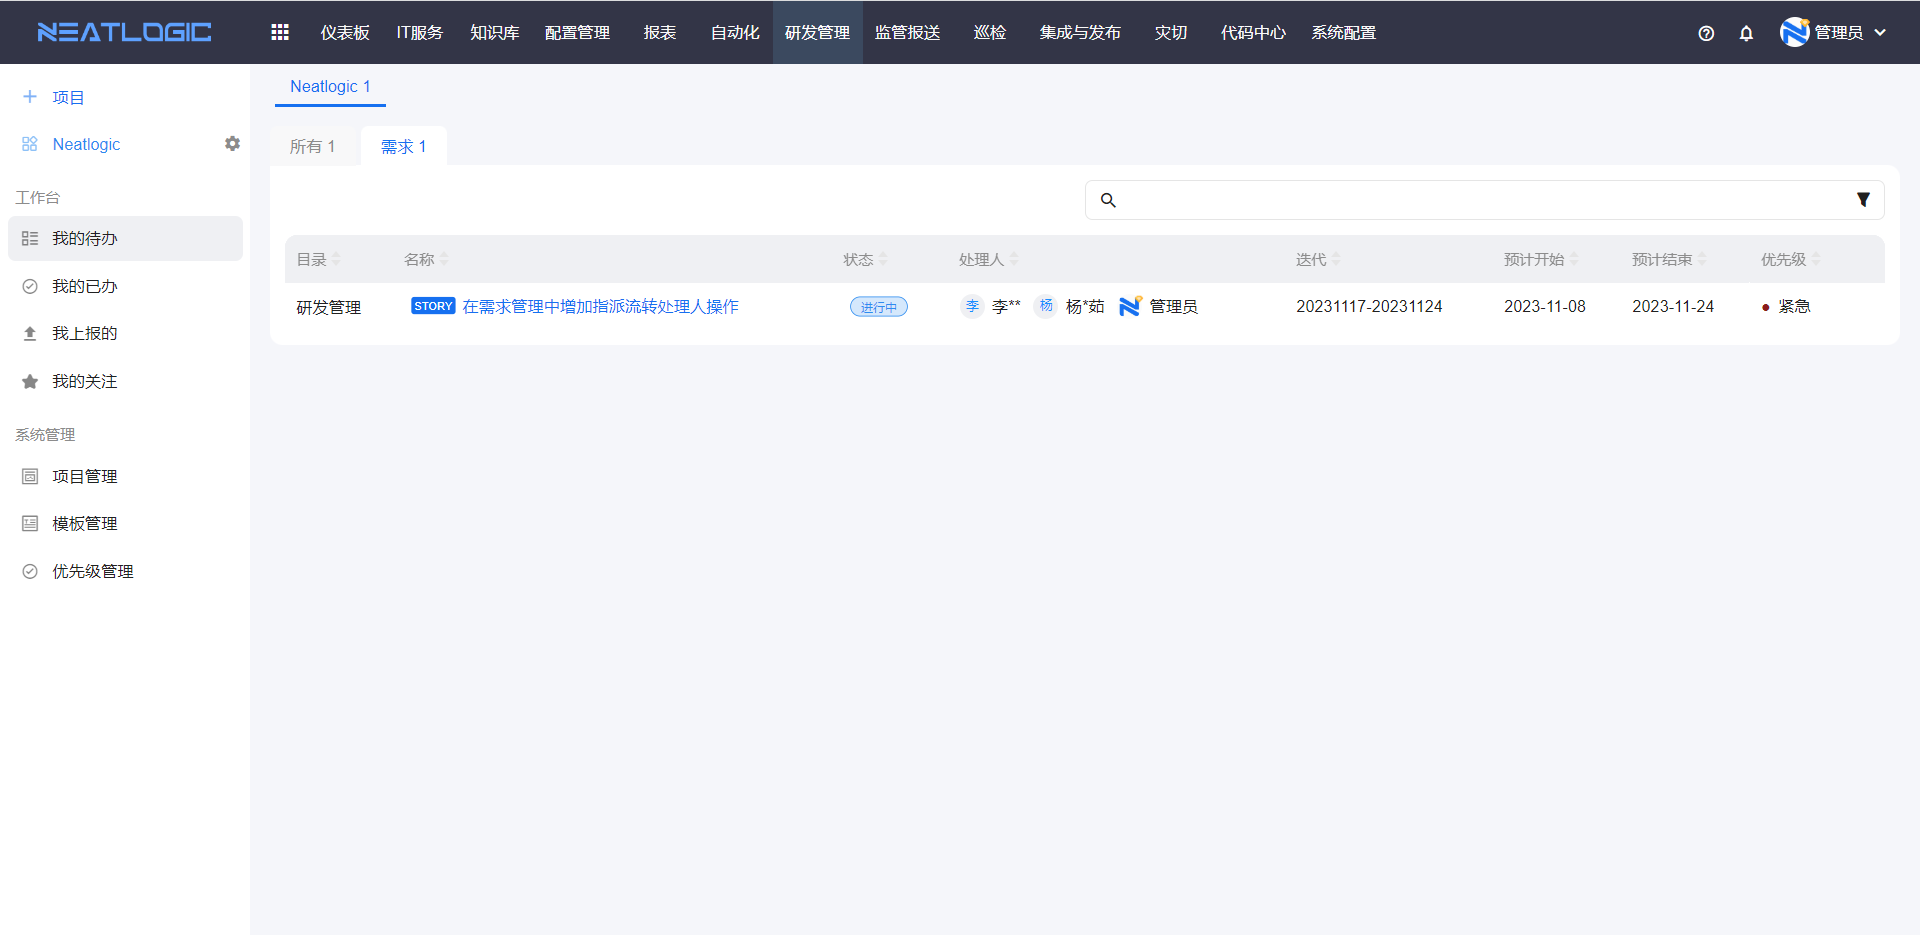 NEATLOGIC 仪表板 IT服务 知识库 配置管理 报表 自动化 研发管理 监管报送 巡检 集成与发布 灾切 代码中心 系统配置 管理员
项目
Neatlogic
工作台
我的待办
我的已办
我上报的
我的关注
系统管理
项目管理
模板管理
优先级管理
Neatlogic 1
所有 1 需求 1
目录 名称 状态 处理人 迭代 预计开始 预计结束 优先级
研发管理 STORY 在需求管理中增加指派流转处理人操作 进行中 李 李** 杨 杨*茹 管理员 20231117-20231124 2023-11-08 2023-11-24 紧急